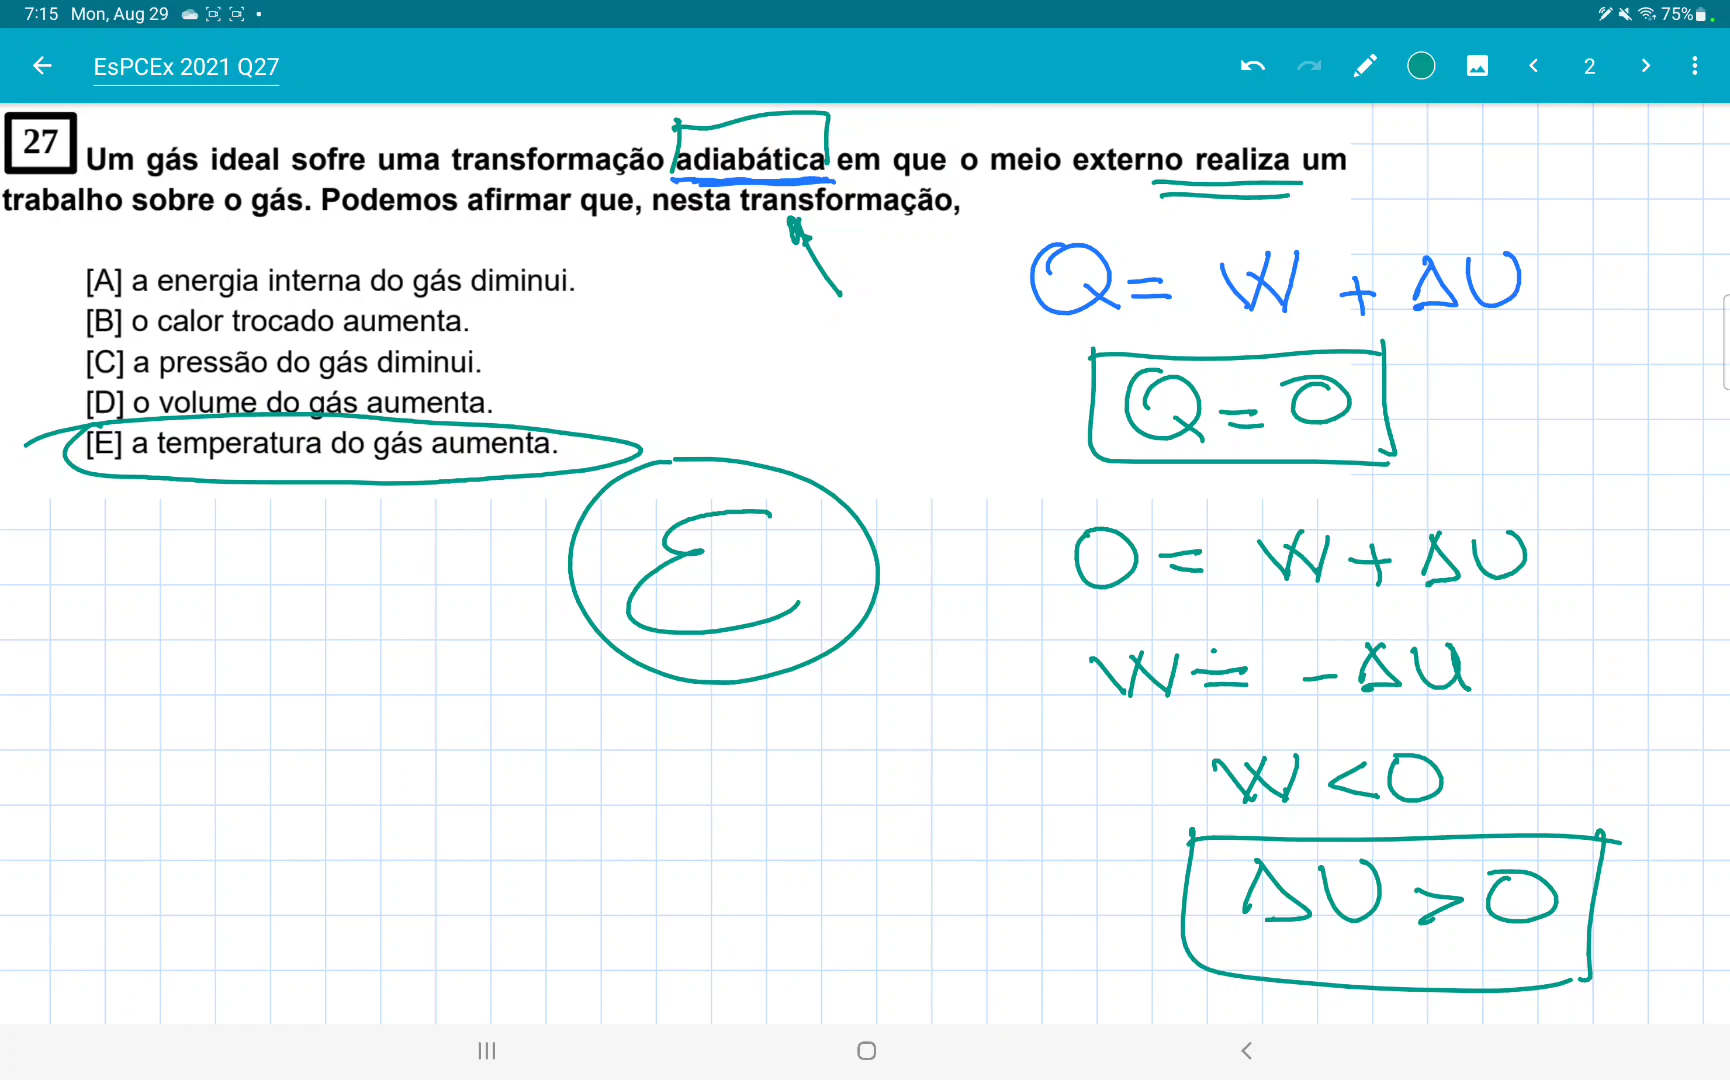 7:15 Mon, Aug 29 75%
EsPCEx 2021 Q27 2
27 Um gás ideal sofre uma transformação adiabática em que o meio externo realiza um
trabalho sobre o gás. Podemos afirmar que, nesta transformação,
[A] a energia interna do gás diminui.
[B] o calor trocado aumenta.
[C] a pressão do gás diminui.
[D] o volume do gás aumenta.
[E] a temperatura do gás aumenta.
E
Q = W + ΔU
Q = 0
0 = W + ΔU
W = - ΔU
W < 0
ΔU > 0